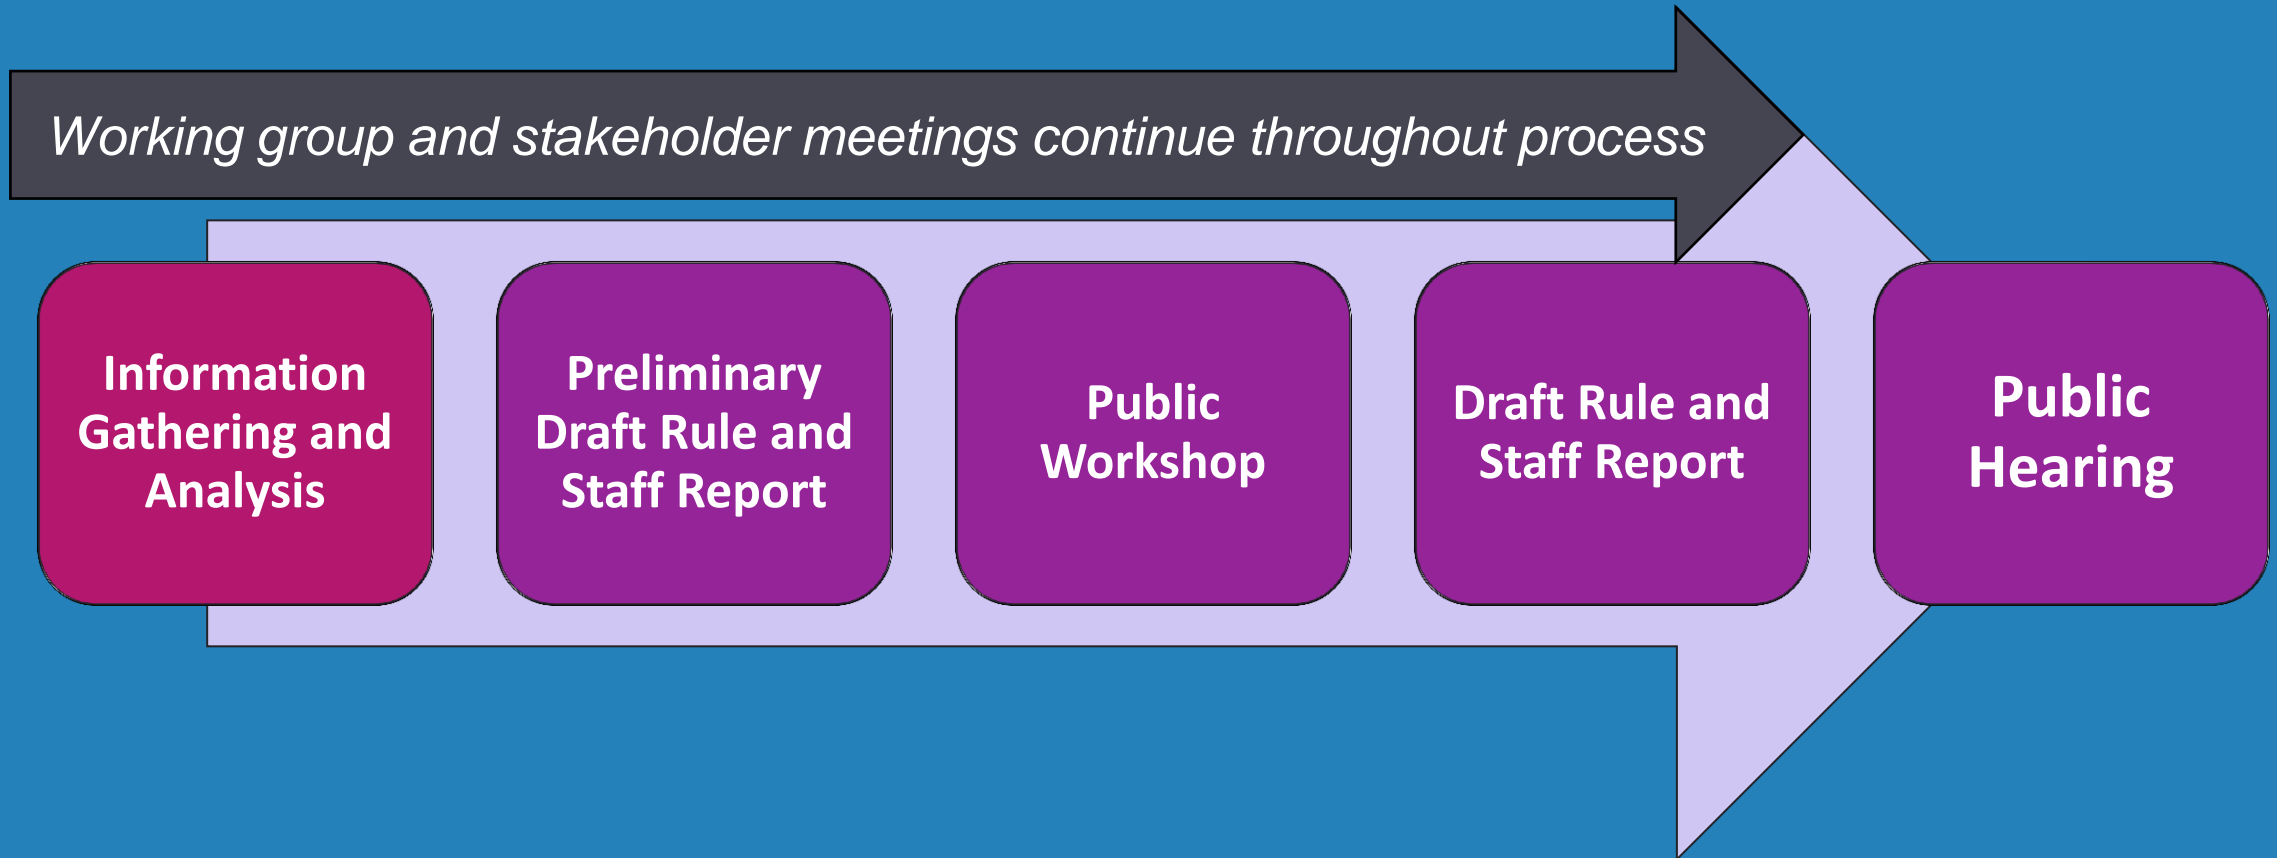 Working group and stakeholder meetings continue throughout process
Information
Gathering and
Analysis
Preliminary
Draft Rule and
Staff Report
Public
Workshop
Draft Rule and
Staff Report
Public
Hearing